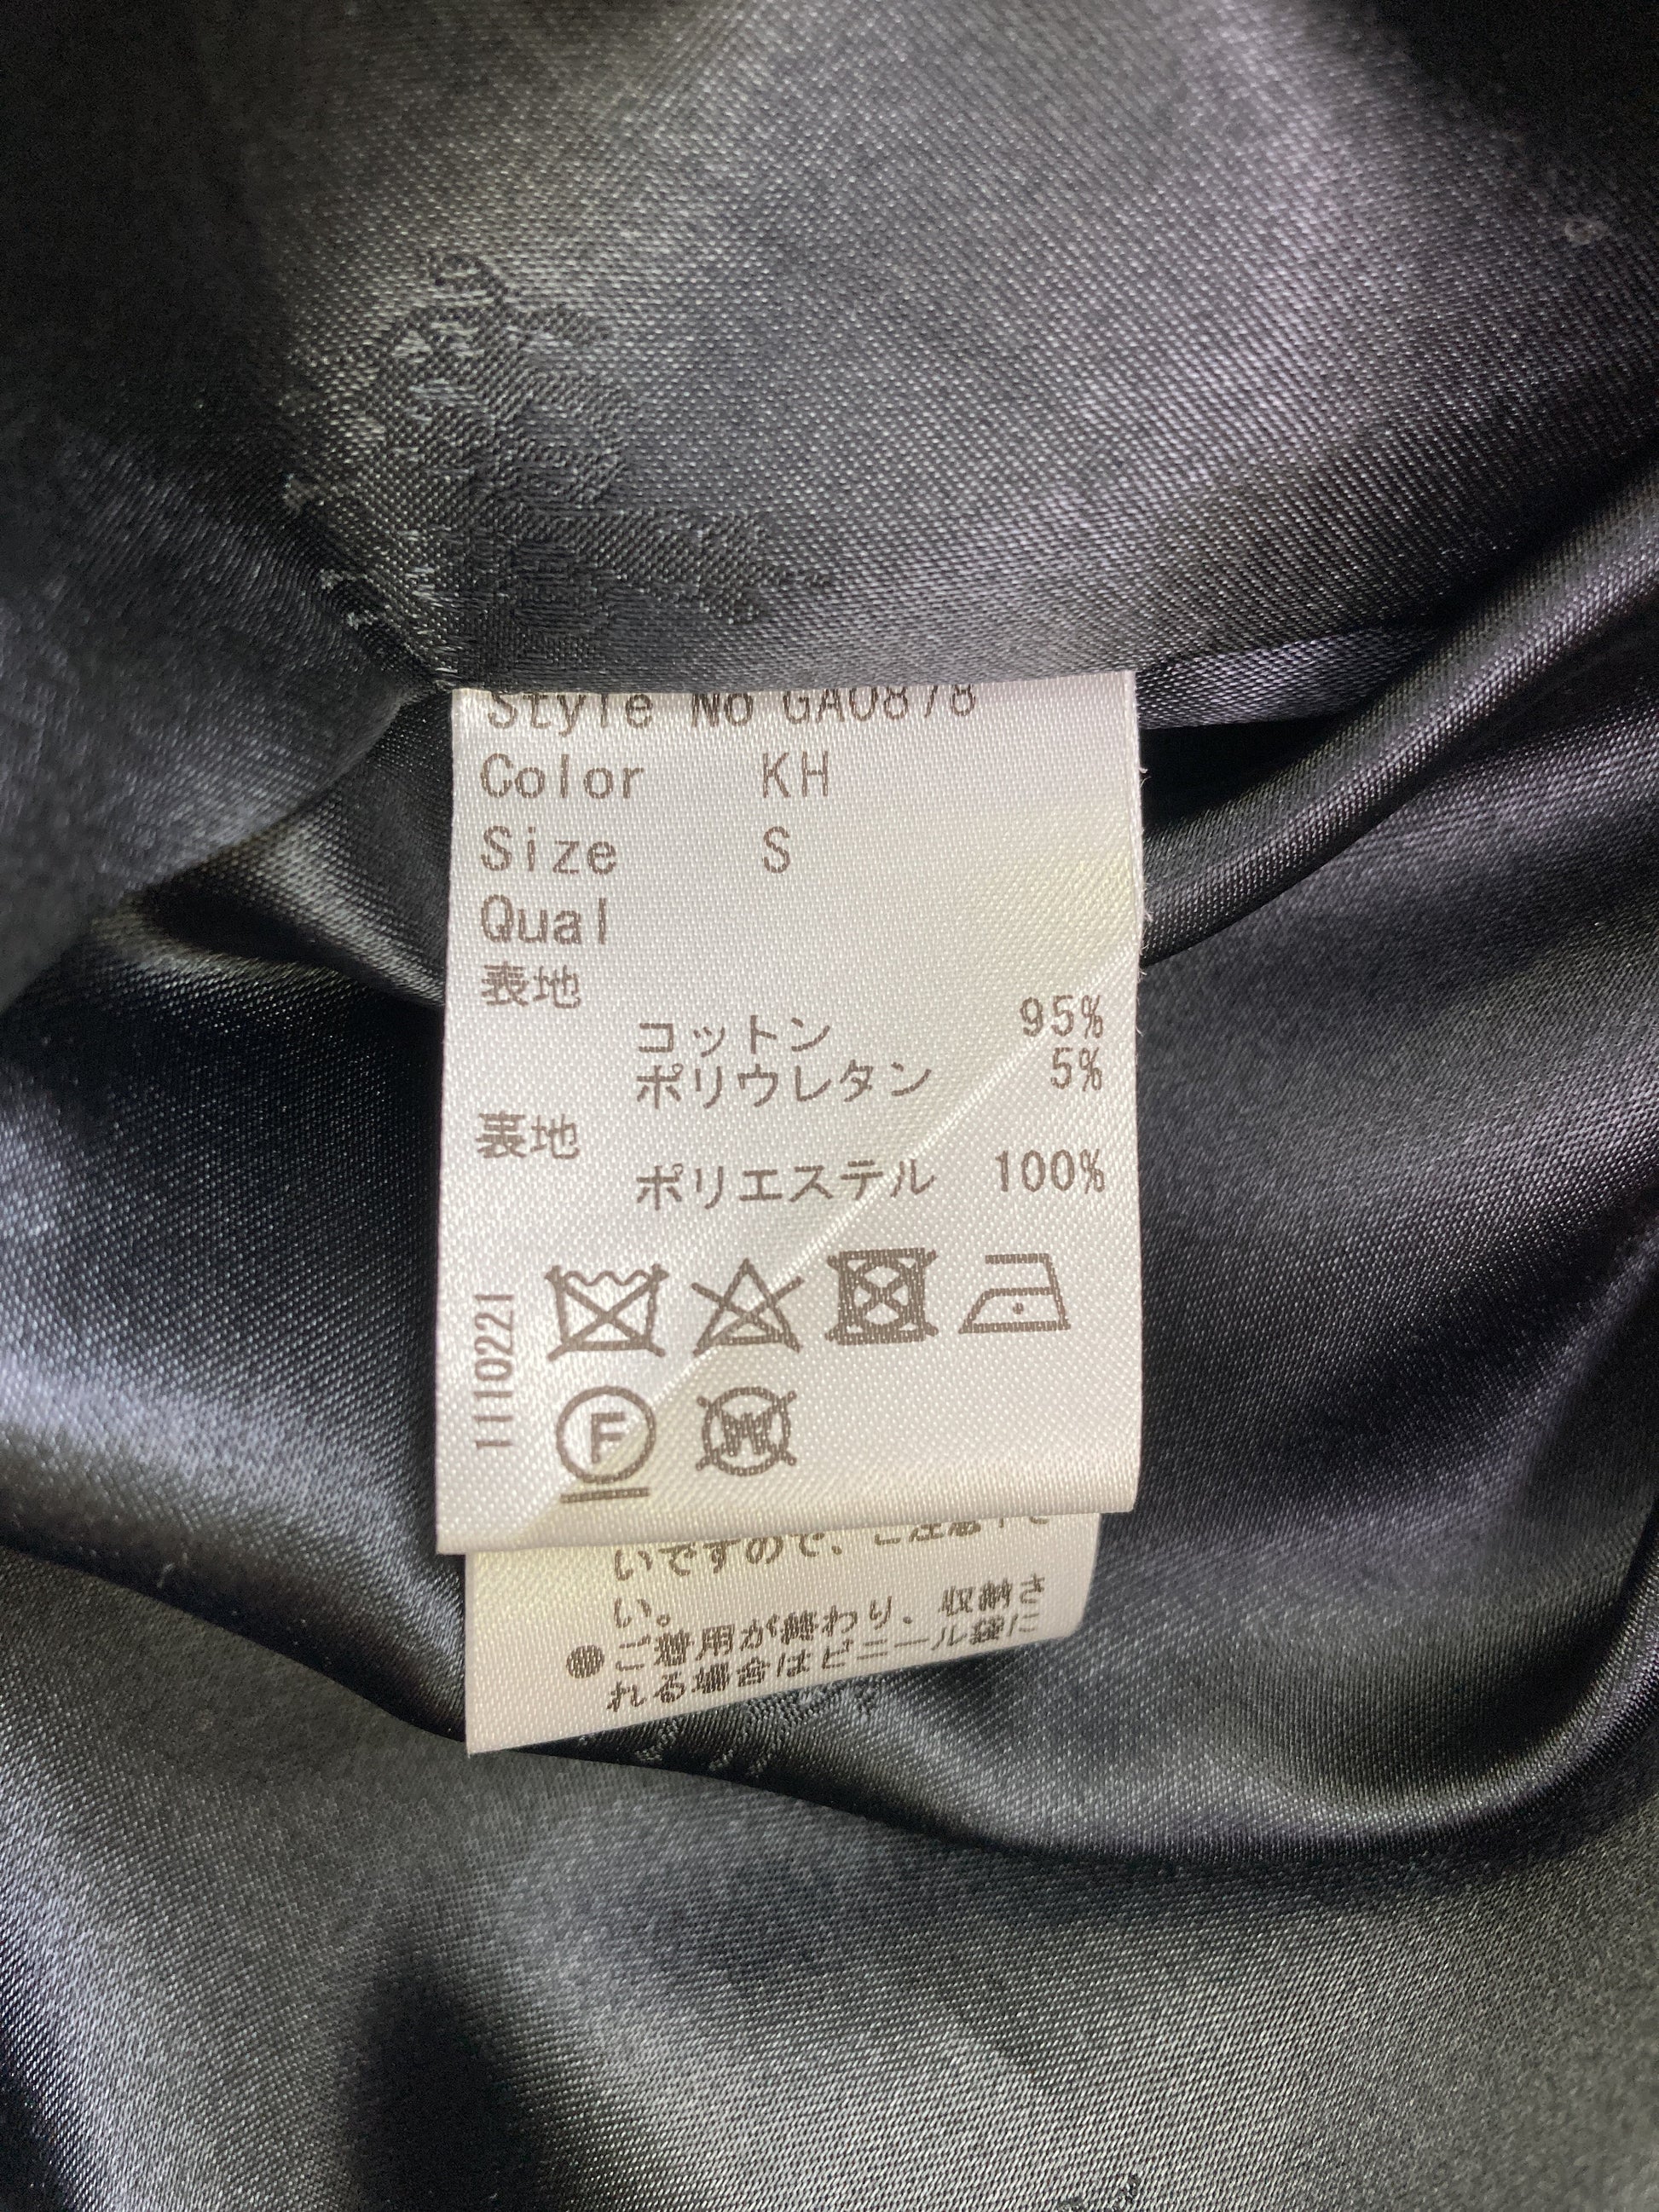 Style No GA0878
Color KH
Size S
Qual
表地
コットン 95%
ポリウレタン 5%
裏地
ポリエステル 100%
1110221
F
W
いですので、ご注意下さ
い。
●ご着用が終わり、収納さ
れる場合はビニール袋に